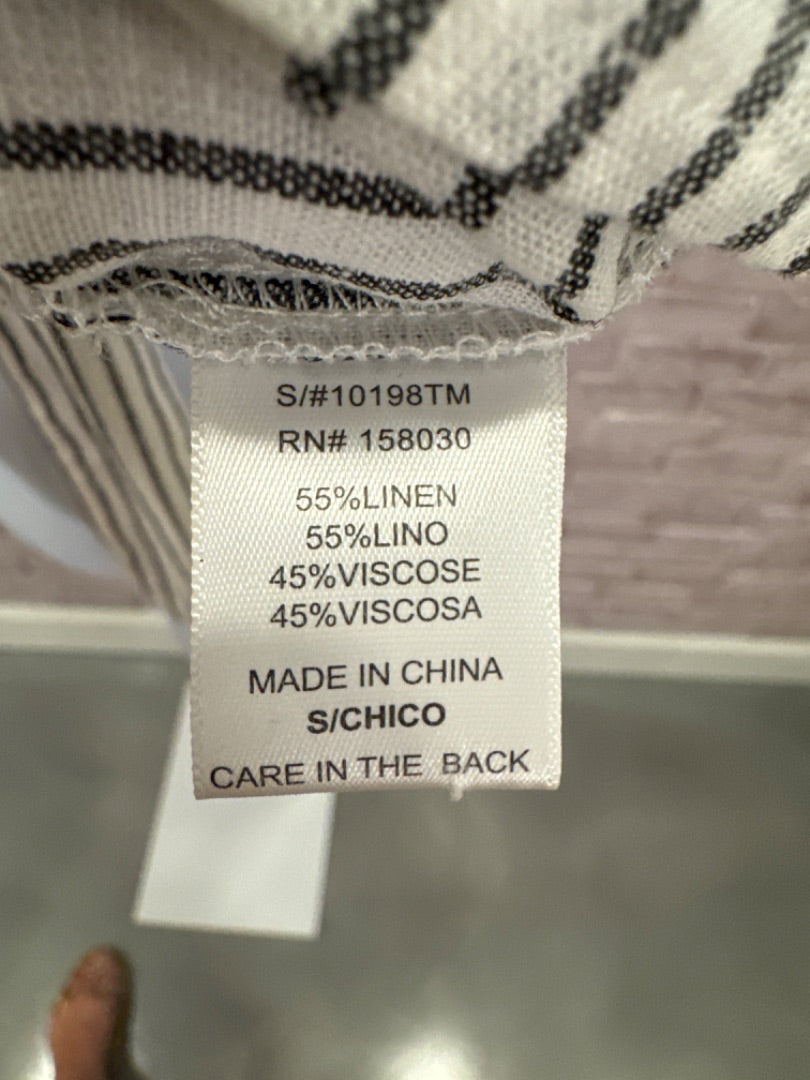 S/#10198TM
RN# 158030
55%LINEN
55%LINO
45%VISCOSE
45%VISCOSA
MADE IN CHINA
S/CHICO
CARE IN THE BACK